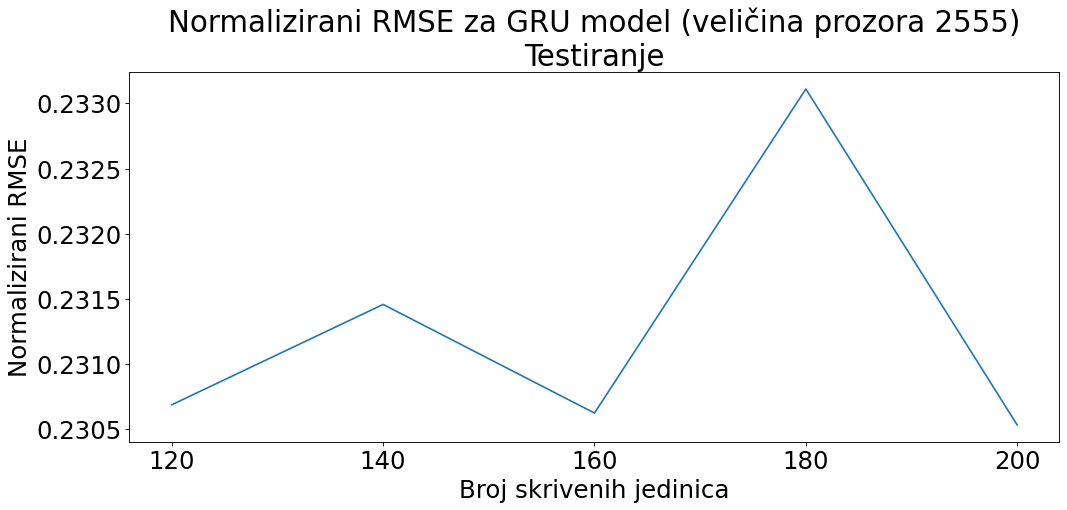 Normalizirani RMSE za GRU model (veličina prozora 2555)
Testiranje
Normalizirani RMSE
0.2330
0.2325
0.2320
0.2315
0.2310
0.2305
120 140 160 180 200
Broj skrivenih jedinica